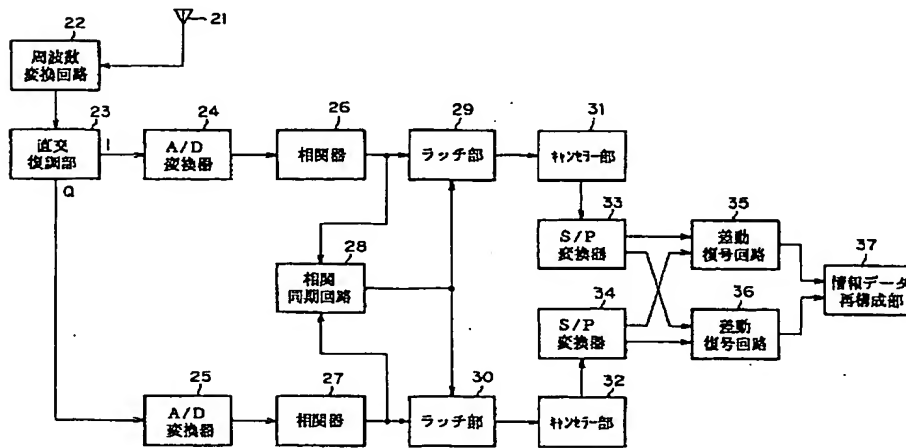 21
22
周波数
変換回路
23
直交
復調部
I
Q
24
A/D
変換器
26
相関器
29
ラッチ部
31
キャンセラー部
28
相関
同期回路
33
S/P
変換器
35
差動
復号回路
37
情報データ
再構成部
34
S/P
変換器
36
差動
復号回路
25
A/D
変換器
27
相関器
30
ラッチ部
32
キャンセラー部